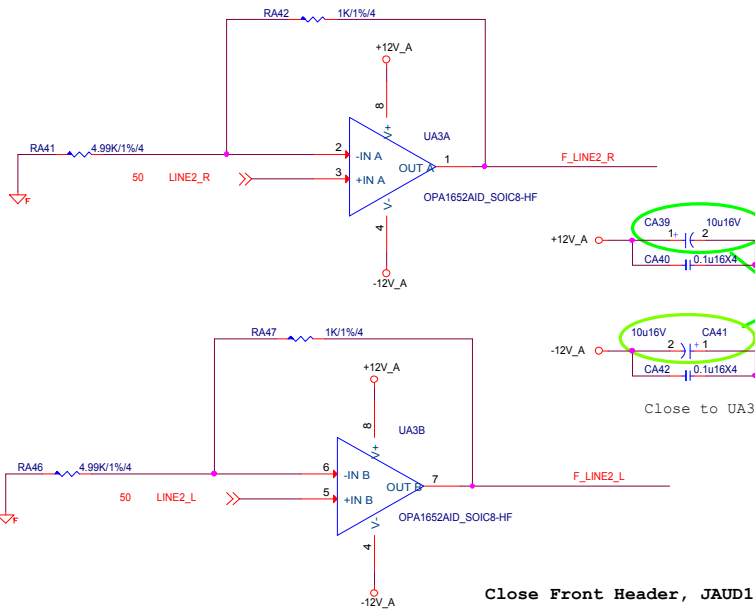 RA42 1K/1%/4
+12V_A
8
V+
UA3A
RA41 4.99K/1%/4
2 -IN A
OUT A 1
F_LINE2_R
50 LINE2_R 3 +IN A
OPA1652AID_SOIC8-HF
V-
4
-12V_A
CA39 10u16V
+12V_A 1 + 2
CA40 0.1u16X4
RA47 1K/1%/4
10u16V CA41
-12V_A 2 + 1
CA42 0.1u16X4
Close to UA3
+12V_A
8
V+
UA3B
RA46 4.99K/1%/4
6 -IN B
OUT B 7
F_LINE2_L
50 LINE2_L 5 +IN B
OPA1652AID_SOIC8-HF
V-
4
-12V_A
F
F
Close Front Header, JAUD1